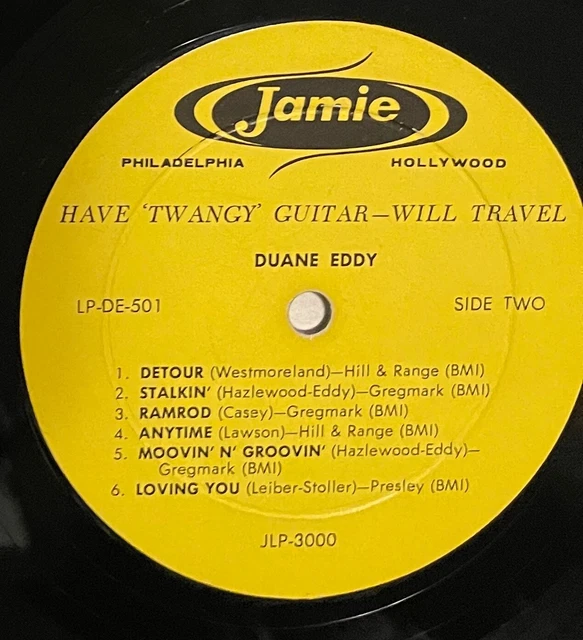 Jamie
PHILADELPHIA HOLLYWOOD
HAVE ‘TWANGY’ GUITAR—WILL TRAVEL
DUANE EDDY
LP-DE-501 SIDE TWO
1. DETOUR (Westmoreland)—Hill & Range (BMI)
2. STALKIN’ (Hazlewood-Eddy)—Gregmark (BMI)
3. RAMROD (Casey)—Gregmark (BMI)
4. ANYTIME (Lawson)—Hill & Range (BMI)
5. MOOVIN’ N’ GROOVIN’ (Hazlewood-Eddy)—
Gregmark (BMI)
6. LOVING YOU (Leiber-Stoller)—Presley (BMI)
JLP-3000